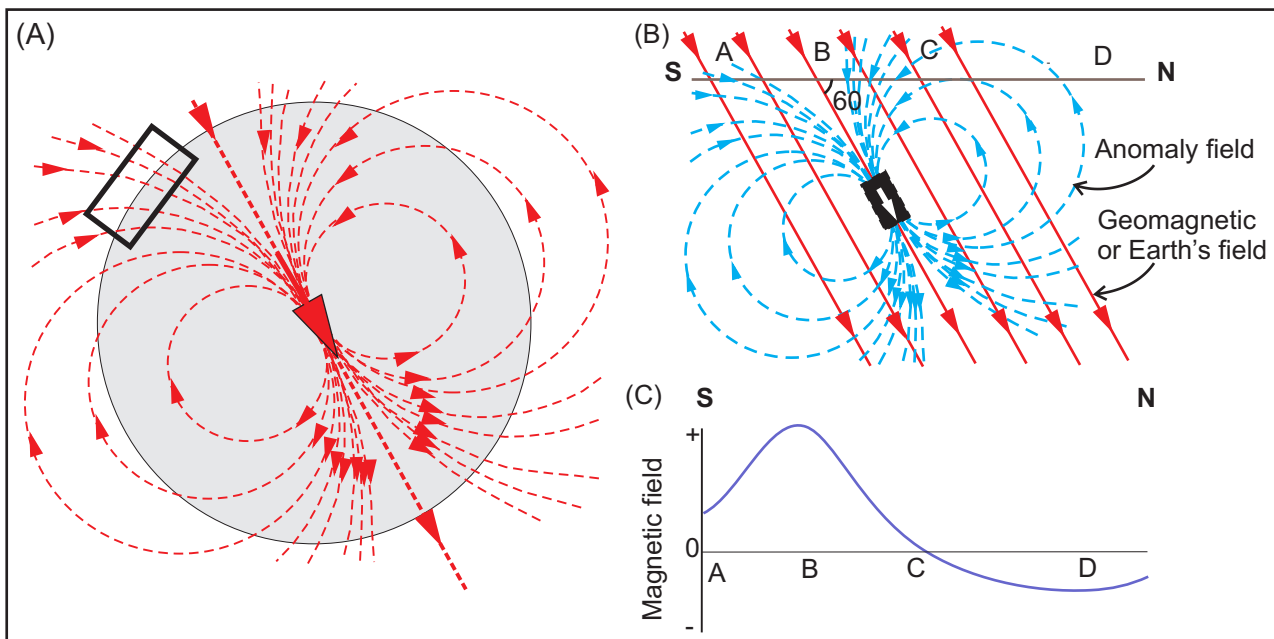 (A)
(B)
A
B
C
D
S
N
60
Anomaly field
Geomagnetic
or Earth's field
(C)
S
N
+
0
-
Magnetic field
A
B
C
D